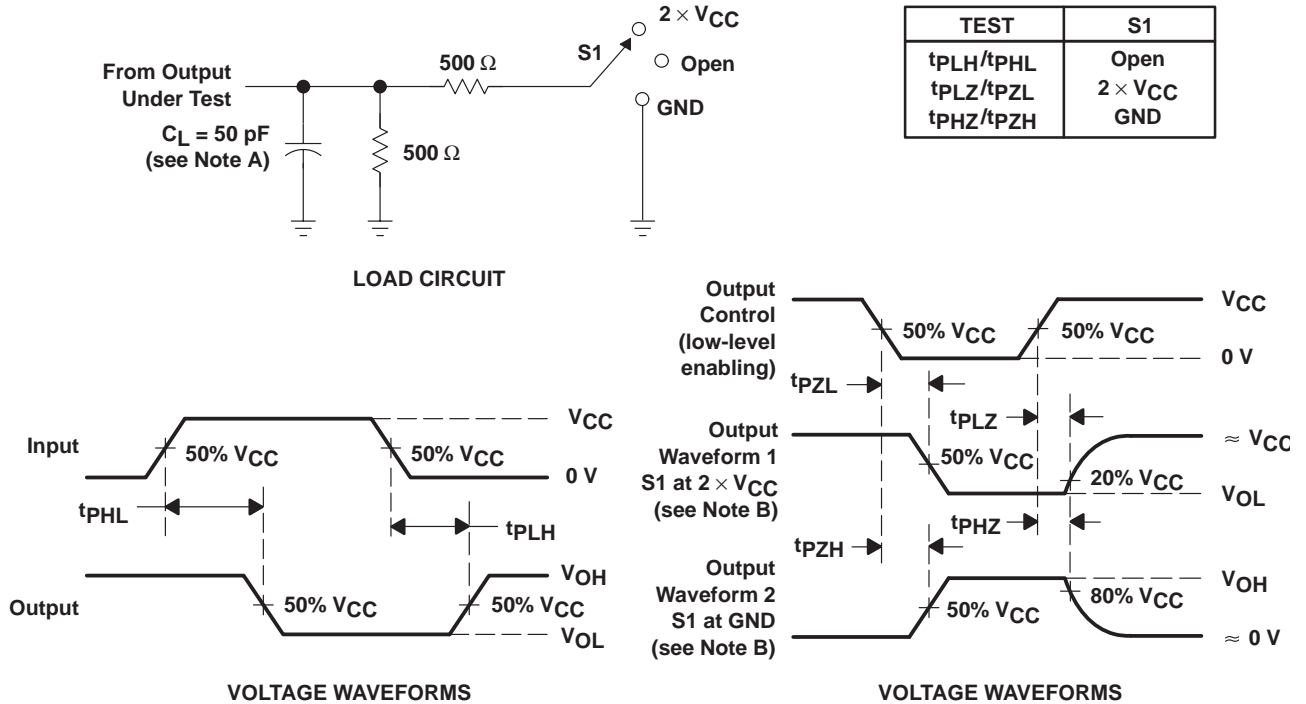 2 × VCC
S1
500 Ω
Open
From Output
Under Test
GND
CL = 50 pF
(see Note A)
500 Ω
LOAD CIRCUIT
TEST S1
tPLH/tPHL Open
tPLZ/tPZL 2 × VCC
tPHZ/tPZH GND
Input
VCC
50% VCC 50% VCC
0 V
tPHL
tPLH
Output
VOH
50% VCC 50% VCC
VOL
VOLTAGE WAVEFORMS
Output
Control
(low-level
enabling)
VCC
50% VCC 50% VCC
0 V
tPZL
tPLZ
Output
Waveform 1
S1 at 2 × VCC
(see Note B)
≈ VCC
50% VCC
20% VCC
VOL
tPHZ
tPZH
Output
Waveform 2
S1 at GND
(see Note B)
VOH
50% VCC
80% VCC
≈ 0 V
VOLTAGE WAVEFORMS